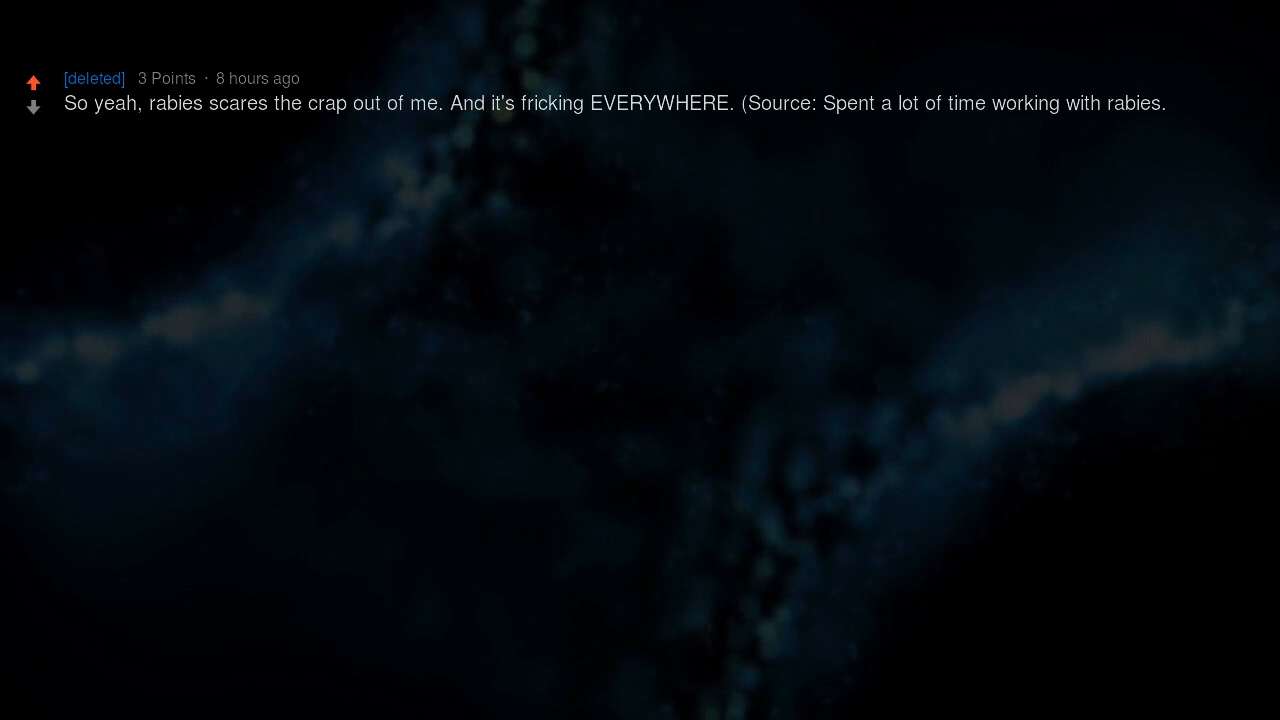 [deleted] 3 Points · 8 hours ago
So yeah, rabies scares the crap out of me. And it's fricking EVERYWHERE. (Source: Spent a lot of time working with rabies.